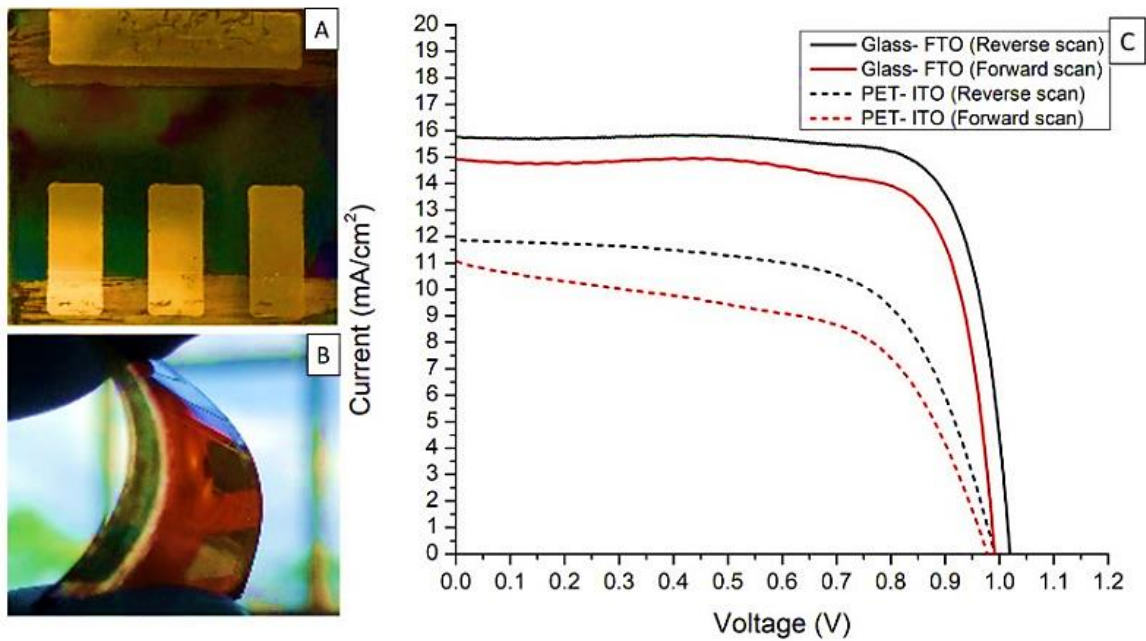 A
B
C
Glass- FTO (Reverse scan)
Glass- FTO (Forward scan)
PET- ITO (Reverse scan)
PET- ITO (Forward scan)
Current (mA/cm²)
20
19
18
17
16
15
14
13
12
11
10
9
8
7
6
5
4
3
2
1
0
0.0 0.1 0.2 0.3 0.4 0.5 0.6 0.7 0.8 0.9 1.0 1.1 1.2
Voltage (V)